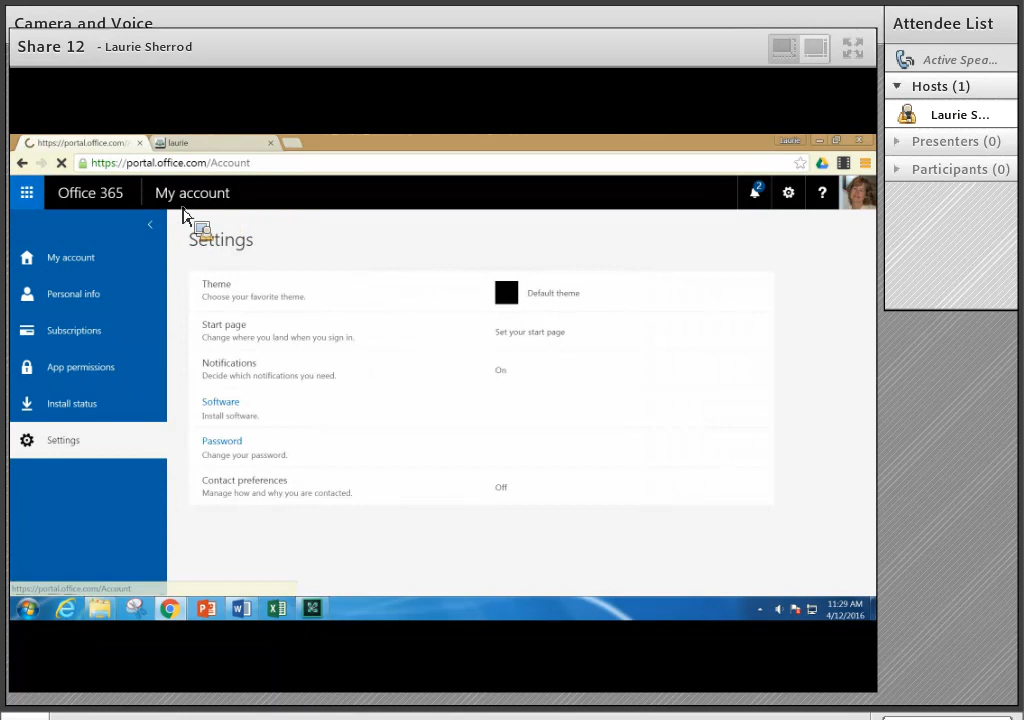 Camera and Voice
Share 12 - Laurie Sherrod
Attendee List
Active Spea...
Hosts (1)
Laurie S...
Presenters (0)
Participants (0)
https://portal.office.com/
laurie
Laurie
https://portal.office.com/Account
Office 365
My account
2
?
My account
Personal info
Subscriptions
App permissions
Install status
Settings
Settings
Theme
Choose your favorite theme.
Default theme
Start page
Change where you land when you sign in.
Set your start page
Notifications
Decide which notifications you need.
On
Software
Install software.
Password
Change your password.
Contact preferences
Manage how and why you are contacted.
Off
https://portal.office.com/Account
11:29 AM
4/12/2016